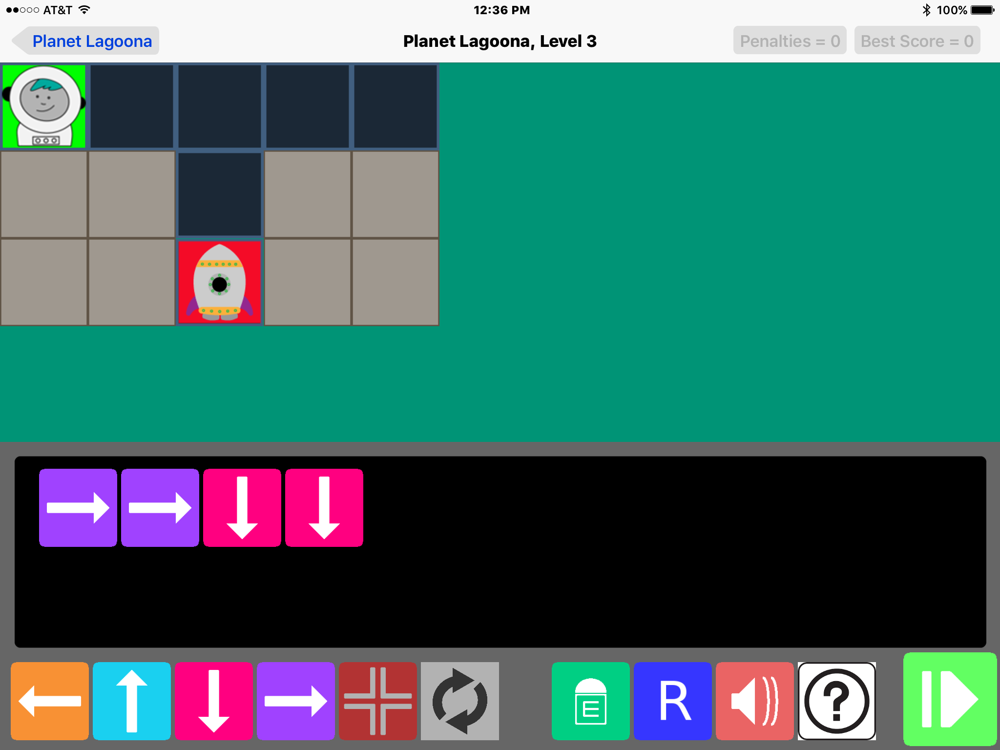 AT&T 12:36 PM 100%
Planet Lagoona Planet Lagoona, Level 3 Penalties = 0 Best Score = 0
E R ?